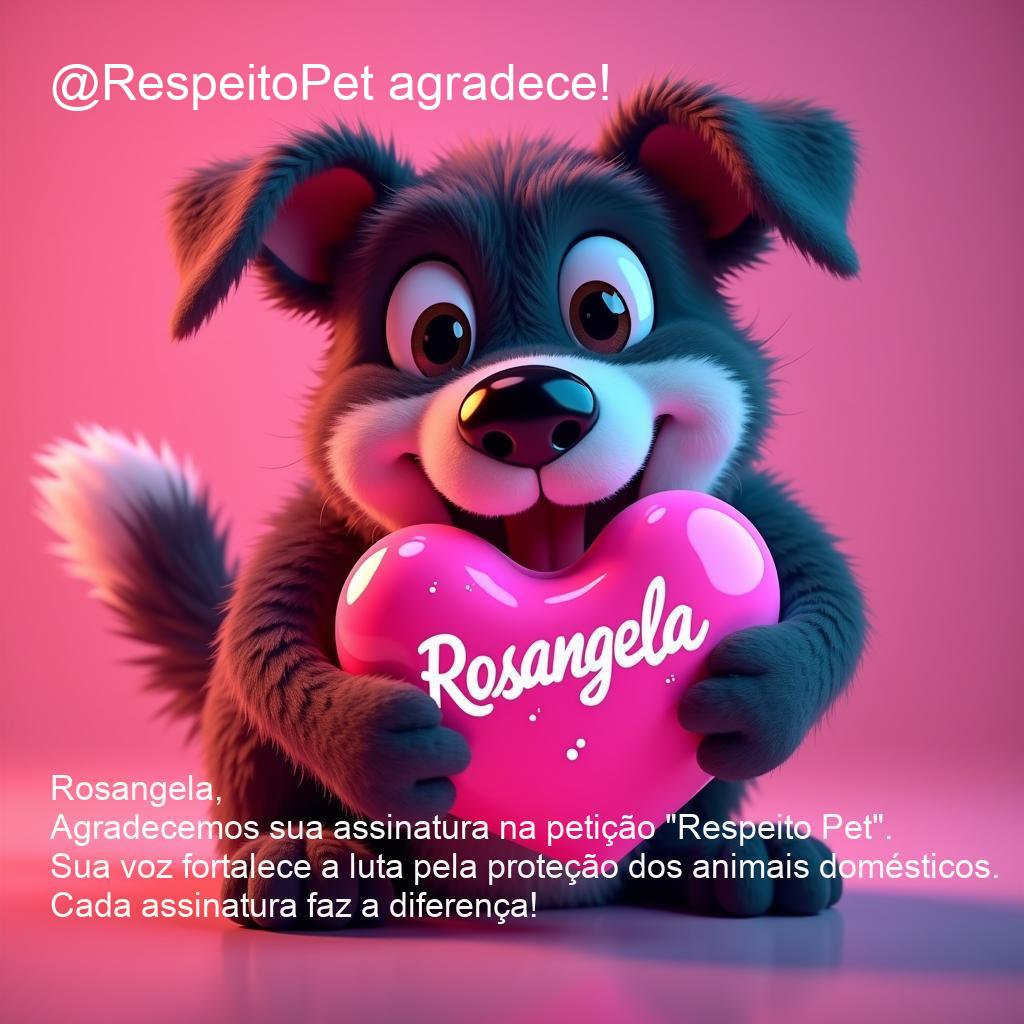 @RespeitoPet agradece!
Rosangela
Rosangela,
Agradecemos sua assinatura na petição "Respeito Pet".
Sua voz fortalece a luta pela proteção dos animais domésticos.
Cada assinatura faz a diferença!